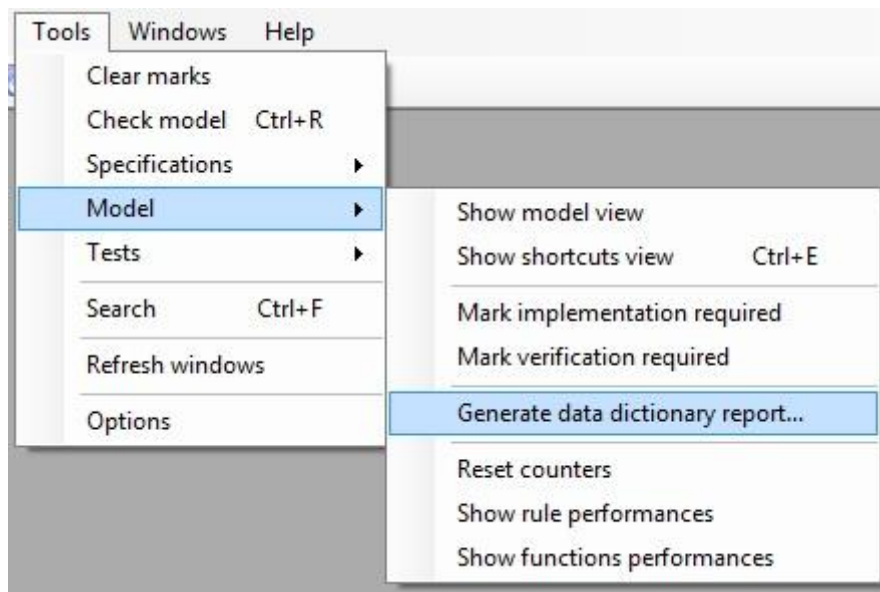 Tools Windows Help
Clear marks
Check model Ctrl+R
Specifications
Model
Tests
Search Ctrl+F
Refresh windows
Options
Show model view
Show shortcuts view Ctrl+E
Mark implementation required
Mark verification required
Generate data dictionary report...
Reset counters
Show rule performances
Show functions performances